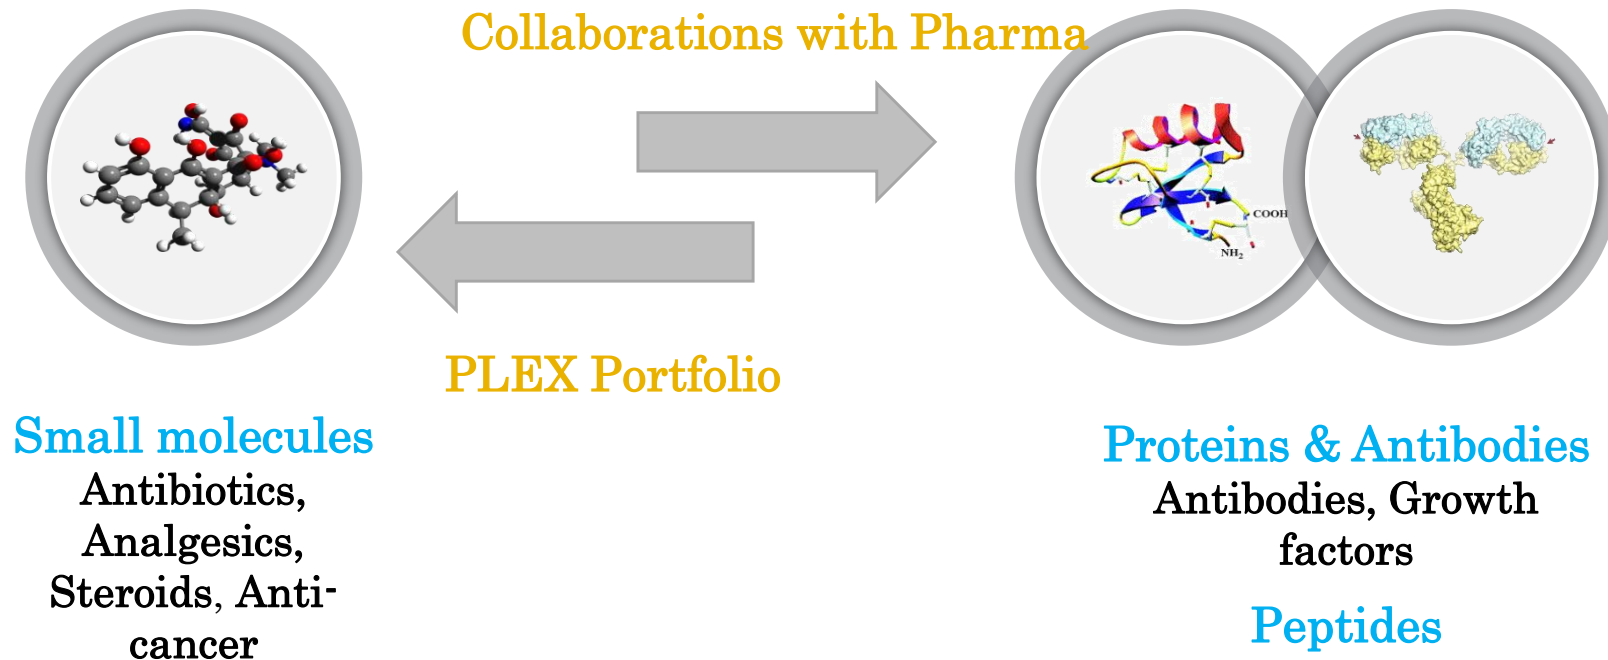 Collaborations with Pharma
COOH
NH₂
PLEX Portfolio
Small molecules
Antibiotics,
Analgesics,
Steroids, Anti-
cancer
Proteins & Antibodies
Antibodies, Growth
factors
Peptides